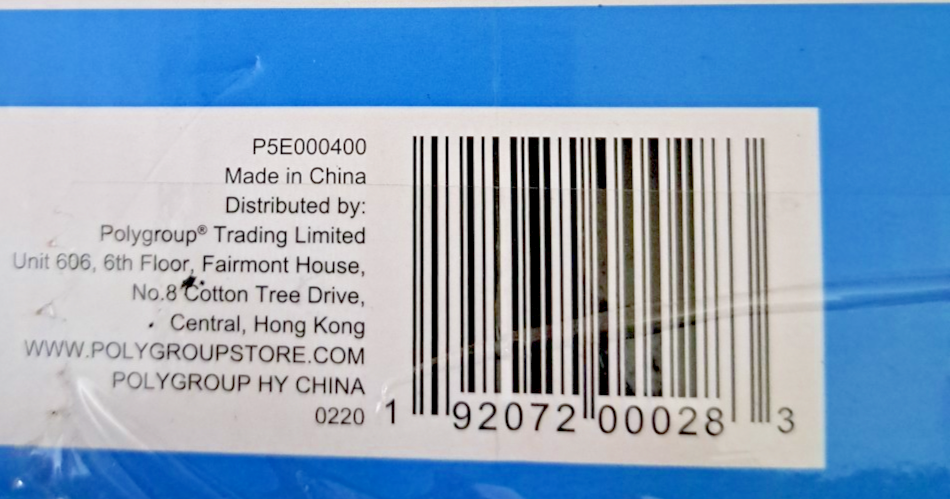 P5E000400
Made in China
Distributed by:
Polygroup® Trading Limited
Unit 606, 6th Floor, Fairmont House,
No.8 Cotton Tree Drive,
Central, Hong Kong
WWW.POLYGROUPSTORE.COM
POLYGROUP HY CHINA
0220
1 92072 00028 3